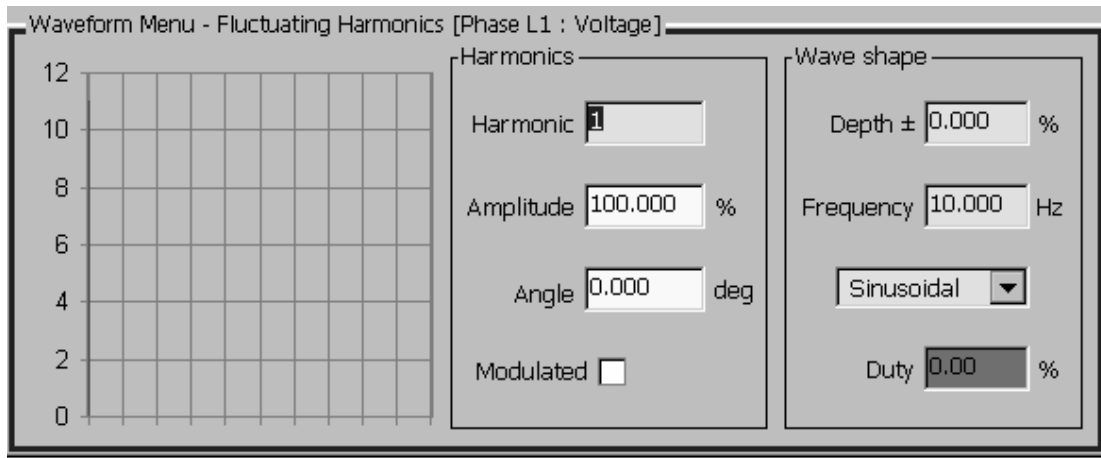 Waveform Menu - Fluctuating Harmonics [Phase L1 : Voltage]
12
10
8
6
4
2
0
Harmonics
Harmonic 1
Amplitude 100.000 %
Angle 0.000 deg
Modulated
Wave shape
Depth ± 0.000 %
Frequency 10.000 Hz
Sinusoidal
Duty 0.00 %